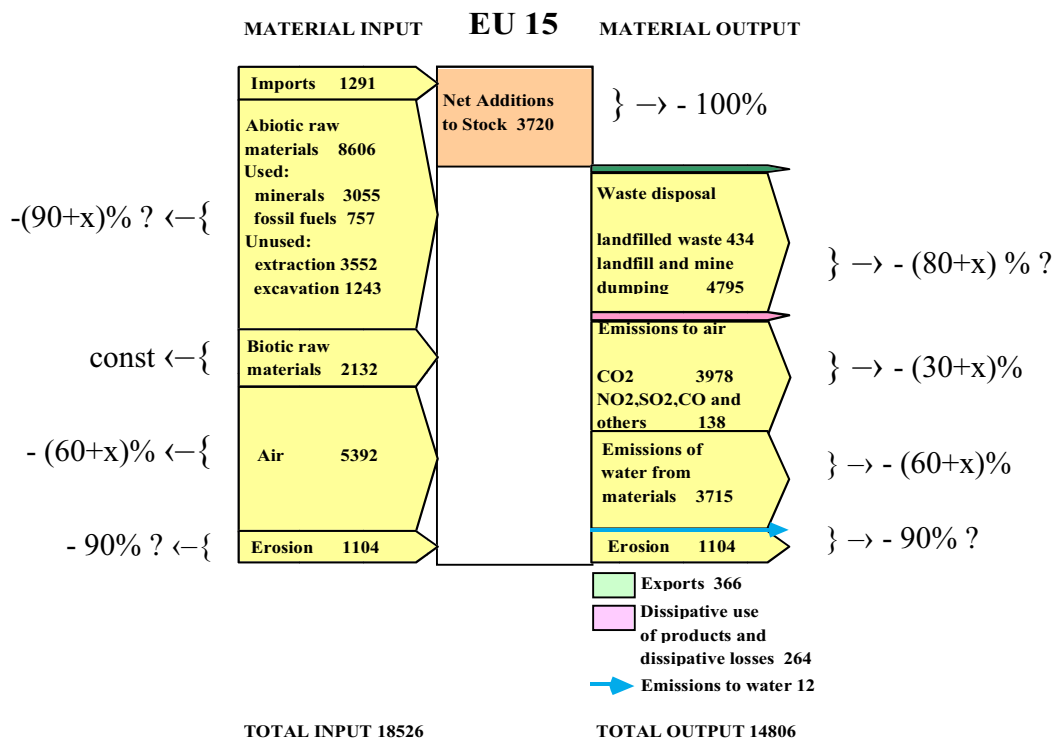 MATERIAL INPUT EU 15 MATERIAL OUTPUT
Imports 1291
Abiotic raw
materials 8606
Used:
minerals 3055
fossil fuels 757
Unused:
extraction 3552
excavation 1243
-(90+x)% ? ←{
Biotic raw
materials 2132
const ←{
Air 5392
- (60+x)% ←{
Erosion 1104
- 90% ? ←{
Net Additions
to Stock 3720
} → - 100%
Waste disposal
landfilled waste 434
landfill and mine
dumping 4795
} → - (80+x) % ?
Emissions to air
CO2 3978
NO2,SO2,CO and
others 138
} → - (30+x)%
Emissions of
water from
materials 3715
} → - (60+x)%
Erosion 1104
} → - 90% ?
Exports 366
Dissipative use
of products and
dissipative losses 264
Emissions to water 12
TOTAL INPUT 18526 TOTAL OUTPUT 14806